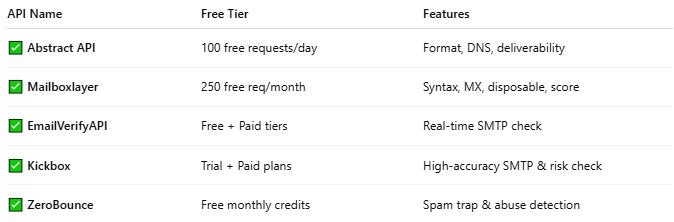 API Name Free Tier Features
✅ Abstract API 100 free requests/day Format, DNS, deliverability
✅ Mailboxlayer 250 free req/month Syntax, MX, disposable, score
✅ EmailVerifyAPI Free + Paid tiers Real-time SMTP check
✅ Kickbox Trial + Paid plans High-accuracy SMTP & risk check
✅ ZeroBounce Free monthly credits Spam trap & abuse detection